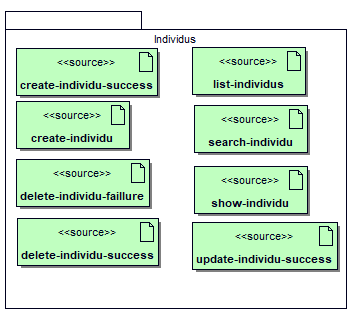 Individus
<<source>>
create-individu-success
<<source>>
list-individus
<<source>>
create-individu
<<source>>
search-individu
<<source>>
delete-individu-faillure
<<source>>
show-individu
<<source>>
delete-individu-success
<<source>>
update-individu-success